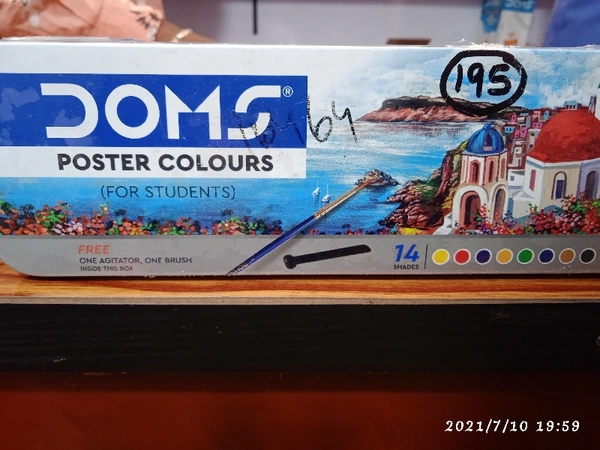 195
DOMS®
POSTER COLOURS
(FOR STUDENTS)
FREE
ONE AGITATOR, ONE BRUSH
INSIDE THIS BOX
14
SHADES
2021/7/10 19:59